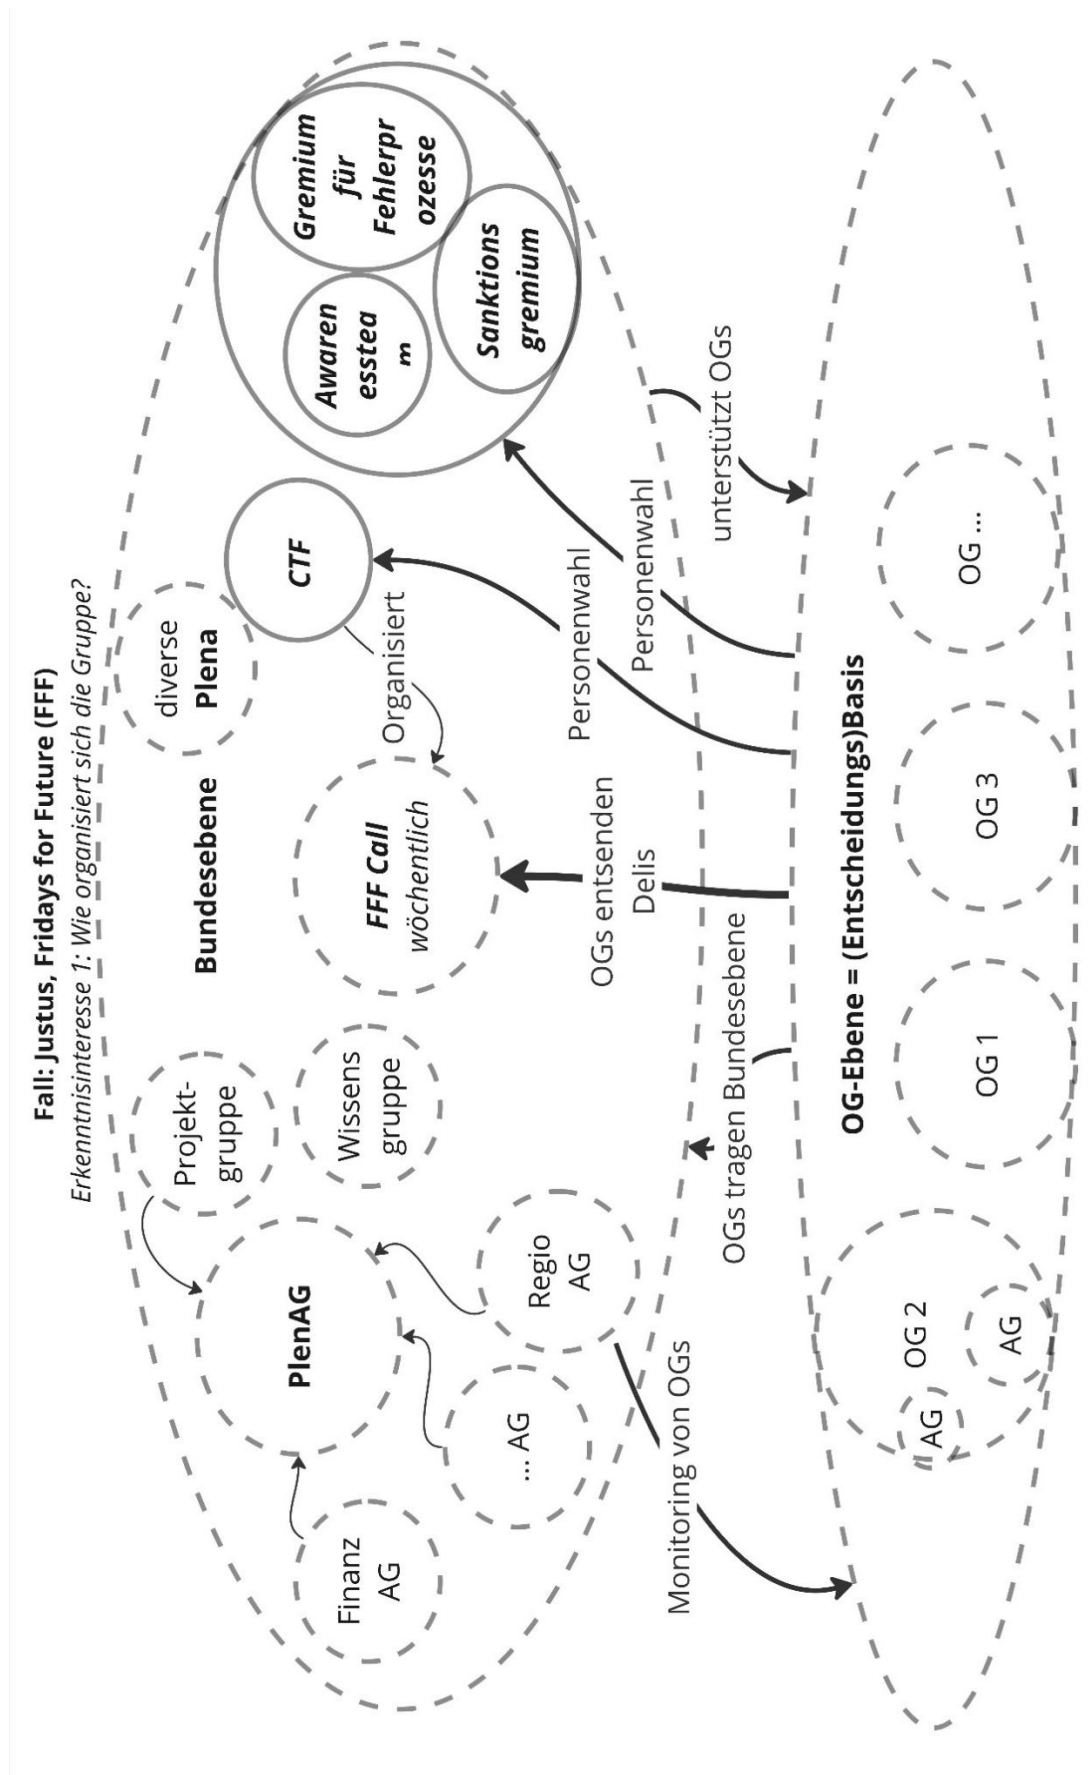 Fall: Justus, Fridays for Future (FFF)
Erkenntnisinteresse 1: Wie organisiert sich die Gruppe?
Bundesebene
Projekt-
gruppe
diverse
Plena
PlenAG
Wissens
gruppe
FFF Call
wöchentlich
CTF
Organisiert
Awaren
esstea
m
Gremium
für
Fehlerpr
ozesse
Sanktions
gremium
Finanz
AG
... AG
Regio
AG
Monitoring von OGs
OGs tragen Bundesebene
OGs entsenden
Delis
Personenwahl
Personenwahl
unterstützt OGs
OG-Ebene = (Entscheidungs)Basis
OG 2
AG
AG
OG 1
OG 3
OG ...